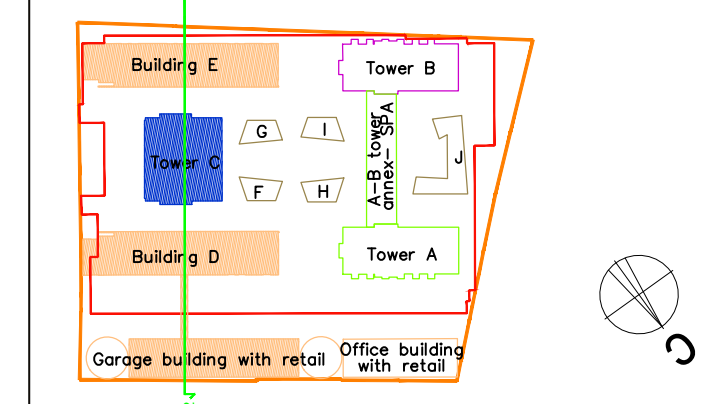 Building E
Tower B
Tower C
G
I
F
H
A-B tower
annex- SPA
J
Building D
Tower A
Garage building with retail
Office building
with retail